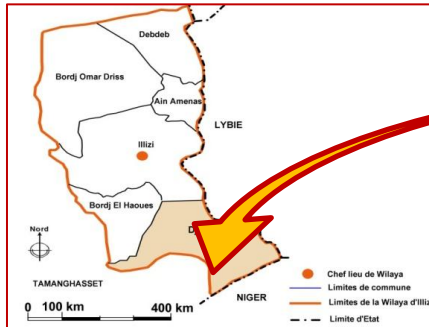 Debdeb
Bordj Omar Driss
Ain Amenas
LYBIE
Illizi
Bordj El Haoues
Nord
TAMANGHASSET
NIGER
0 100 km 400 km
Chef lieu de Wilaya
Limites de commune
Limites de la Wilaya d'Illiz
Limite d'Etat